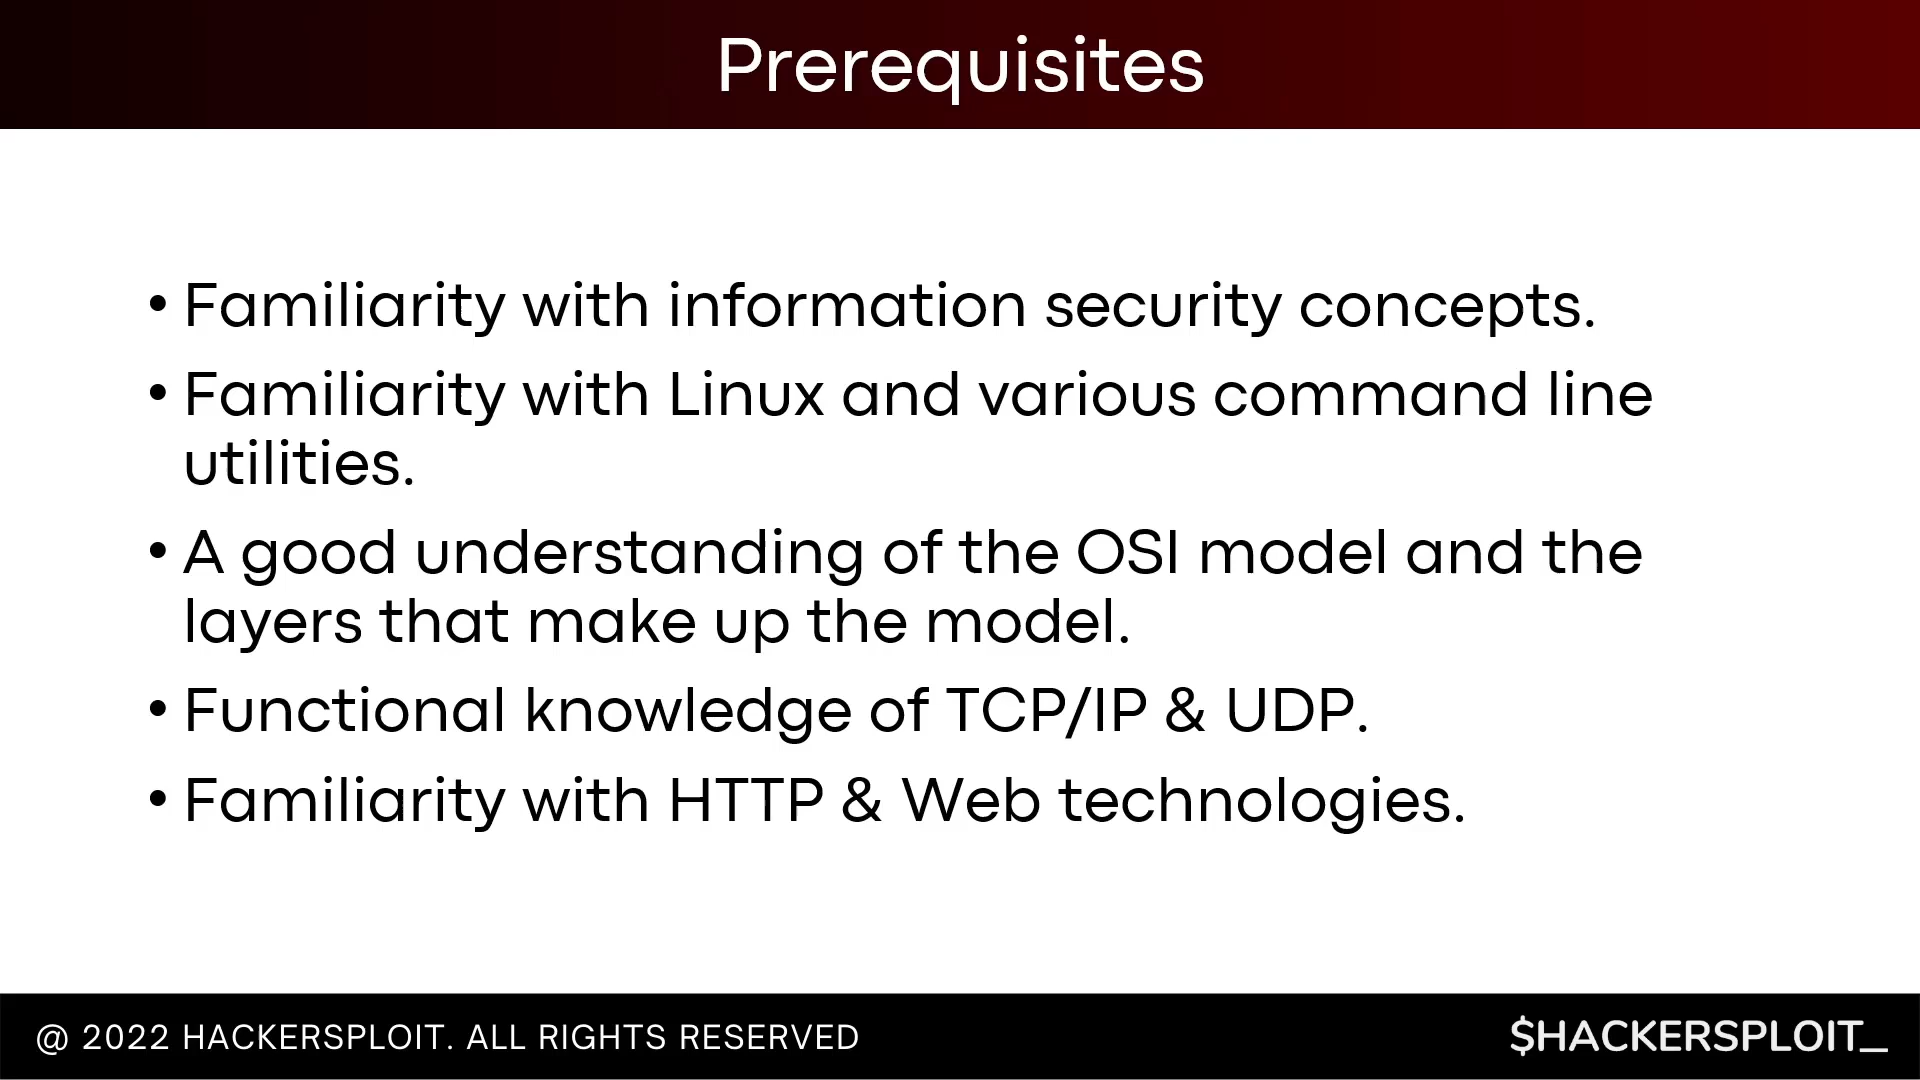 Prerequisites
• Familiarity with information security concepts.
• Familiarity with Linux and various command line
utilities.
• A good understanding of the OSI model and the
layers that make up the model.
• Functional knowledge of TCP/IP & UDP.
• Familiarity with HTTP & Web technologies.
@ 2022 HACKERSPLOIT. ALL RIGHTS RESERVED
$HACKERSPLOIT_